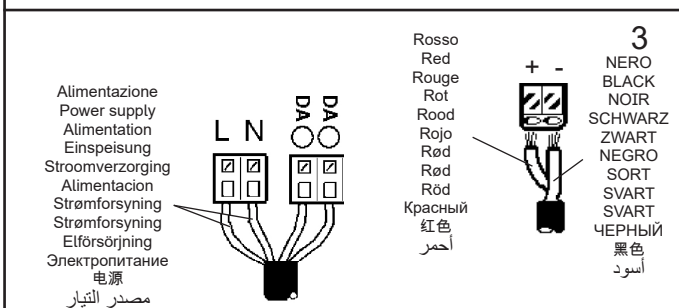 Alimentazione
Power supply
Alimentation
Einspeisung
Stroomverzorging
Alimentacion
Strømforsyning
Strømforsyning
Elförsörjning
Электропитание
电源
مصدر التيار
L N
DA DA
Rosso
Red
Rouge
Rot
Rood
Rojo
Rød
Rød
Röd
Красный
红色
أحمر
+ -
3
NERO
BLACK
NOIR
SCHWARZ
ZWART
NEGRO
SORT
SVART
SVART
ЧЕРНЫЙ
黑色
أسود